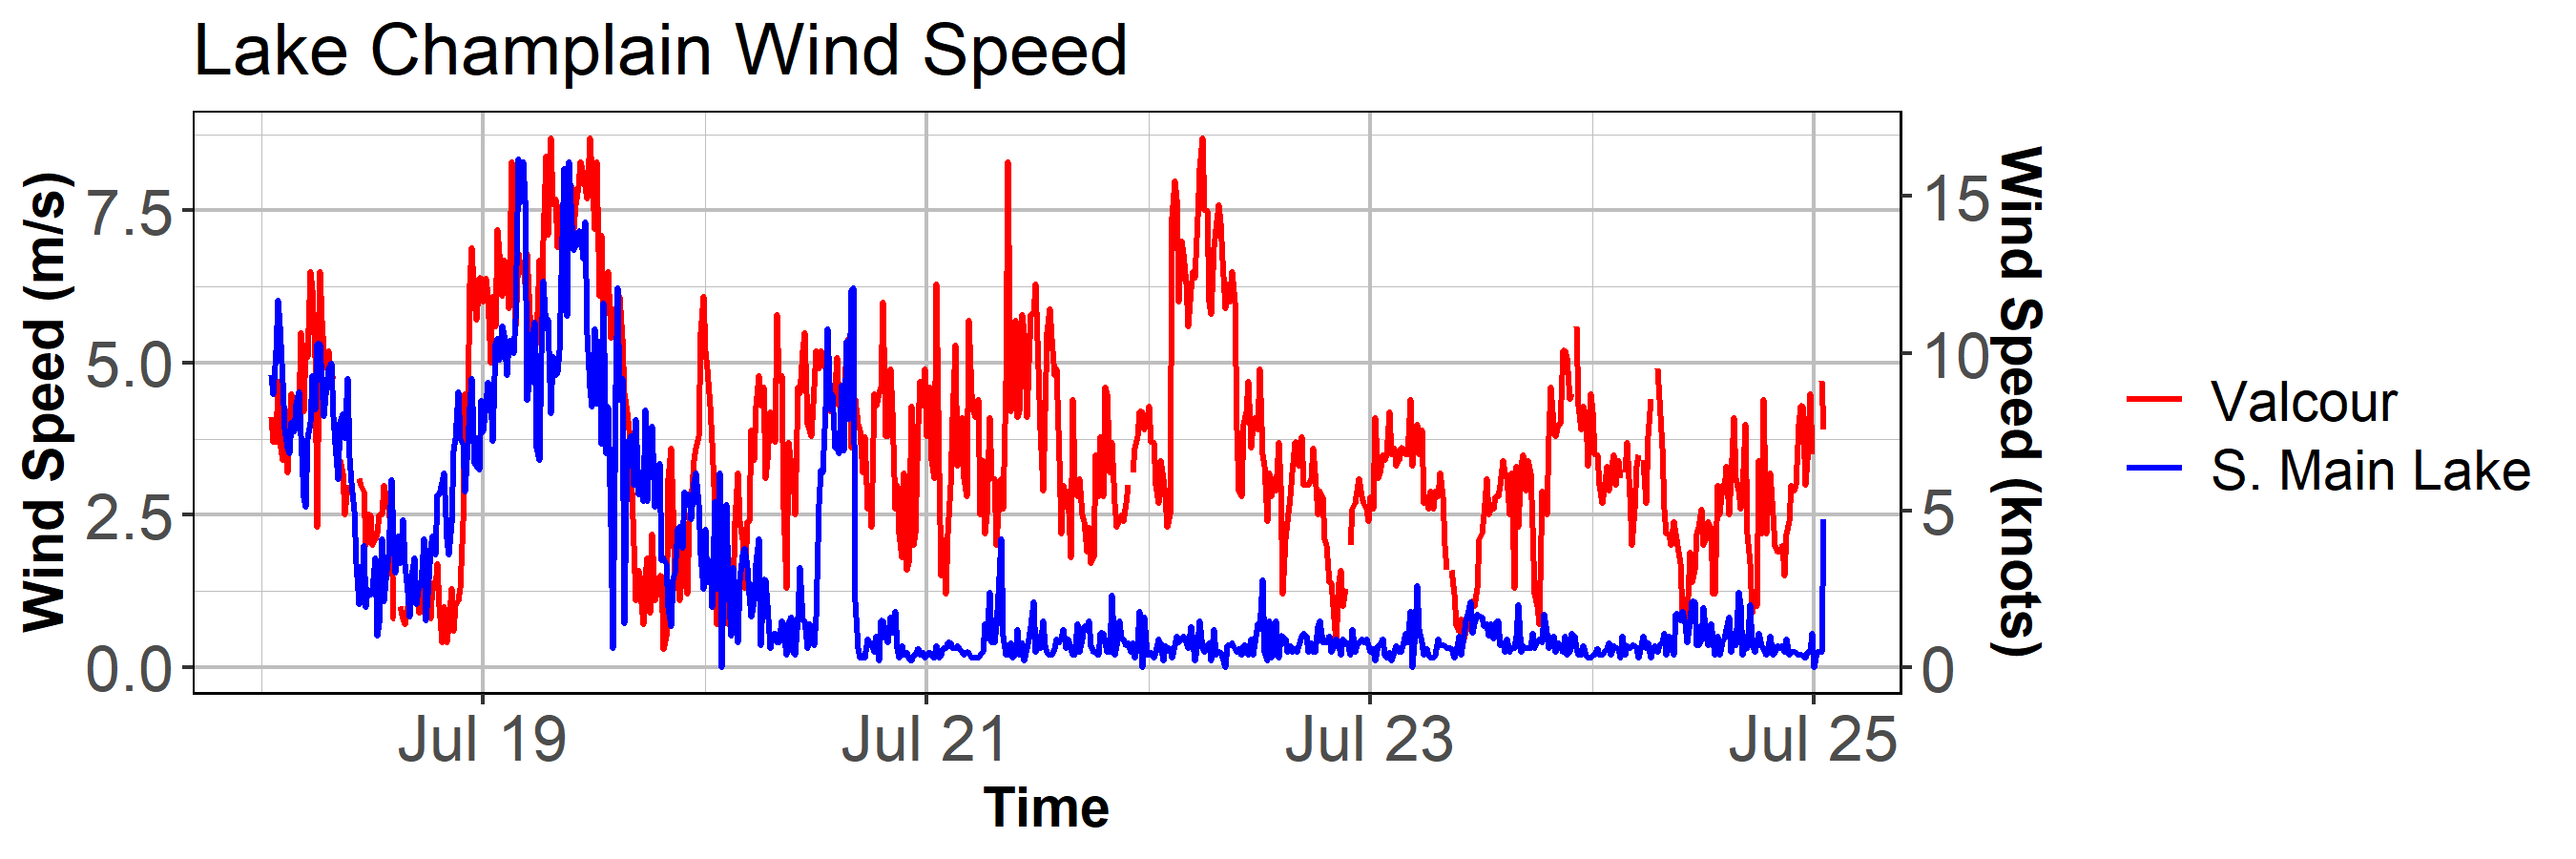 Lake Champlain Wind Speed
Wind Speed (m/s)
7.5
5.0
2.5
0.0
15
10
5
0
Wind Speed (knots)
Jul 19
Jul 21
Jul 23
Jul 25
Time
Valcour
S. Main Lake